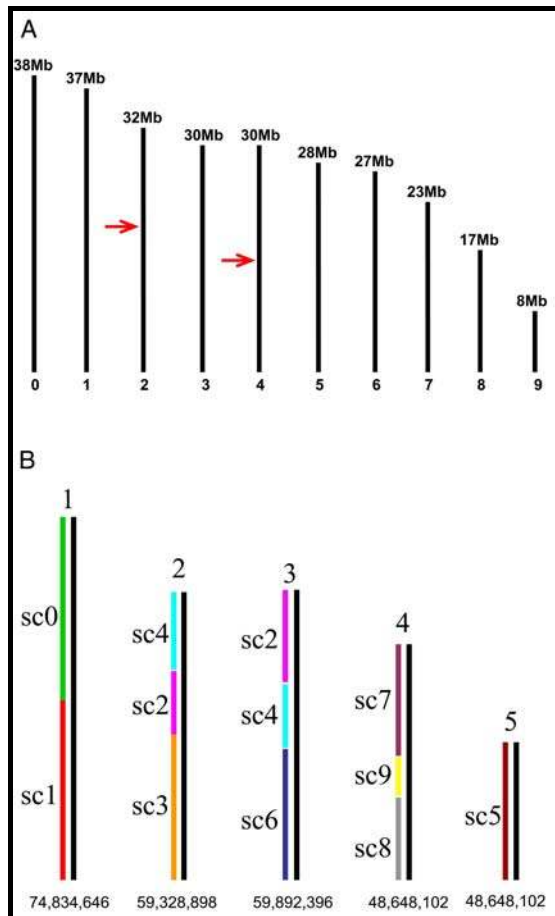 A
38Mb
37Mb
32Mb
30Mb
30Mb
28Mb
27Mb
23Mb
17Mb
8Mb
0 1 2 3 4 5 6 7 8 9
B
1
2
3
4
5
sc0
sc1
sc4
sc2
sc3
sc2
sc4
sc6
sc7
sc9
sc8
sc5
74,834,646 59,328,898 59,892,396 48,648,102 48,648,102